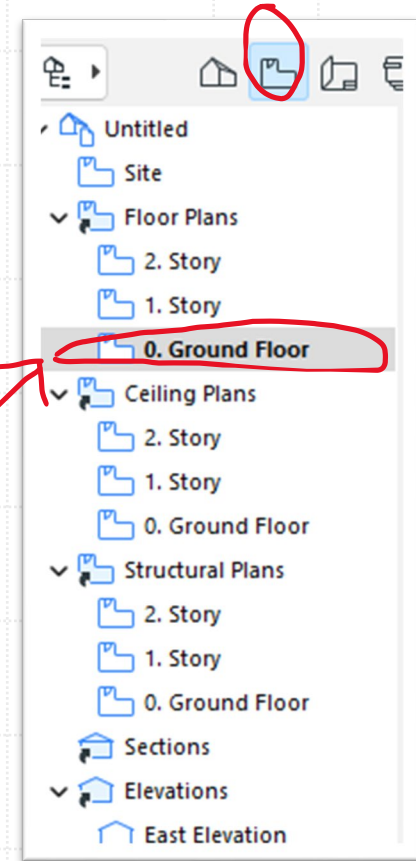 Untitled
Site
Floor Plans
2. Story
1. Story
0. Ground Floor
Ceiling Plans
2. Story
1. Story
0. Ground Floor
Structural Plans
2. Story
1. Story
0. Ground Floor
Sections
Elevations
East Elevation